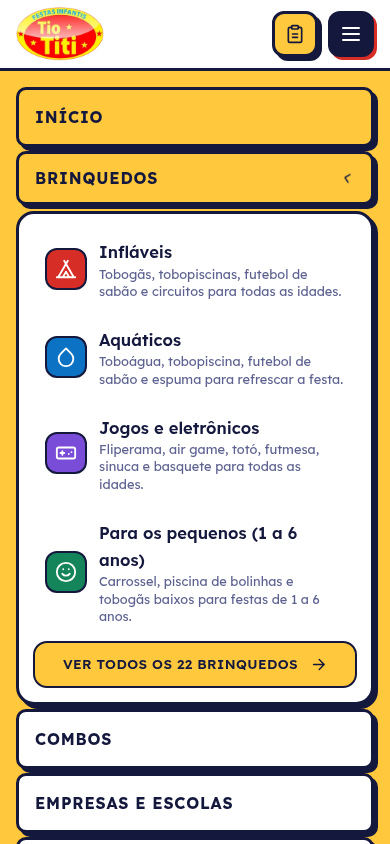 FESTAS INFANTIS
Tio
Titi
INÍCIO
BRINQUEDOS
Infláveis
Tobogãs, tobopiscinas, futebol de
sabão e circuitos para todas as idades.
Aquáticos
Toboágua, tobopiscina, futebol de
sabão e espuma para refrescar a festa.
Jogos e eletrônicos
Fliperama, air game, totó, futmesa,
sinuca e basquete para todas as
idades.
Para os pequenos (1 a 6
anos)
Carrossel, piscina de bolinhas e
tobogãs baixos para festas de 1 a 6
anos.
VER TODOS OS 22 BRINQUEDOS
COMBOS
EMPRESAS E ESCOLAS